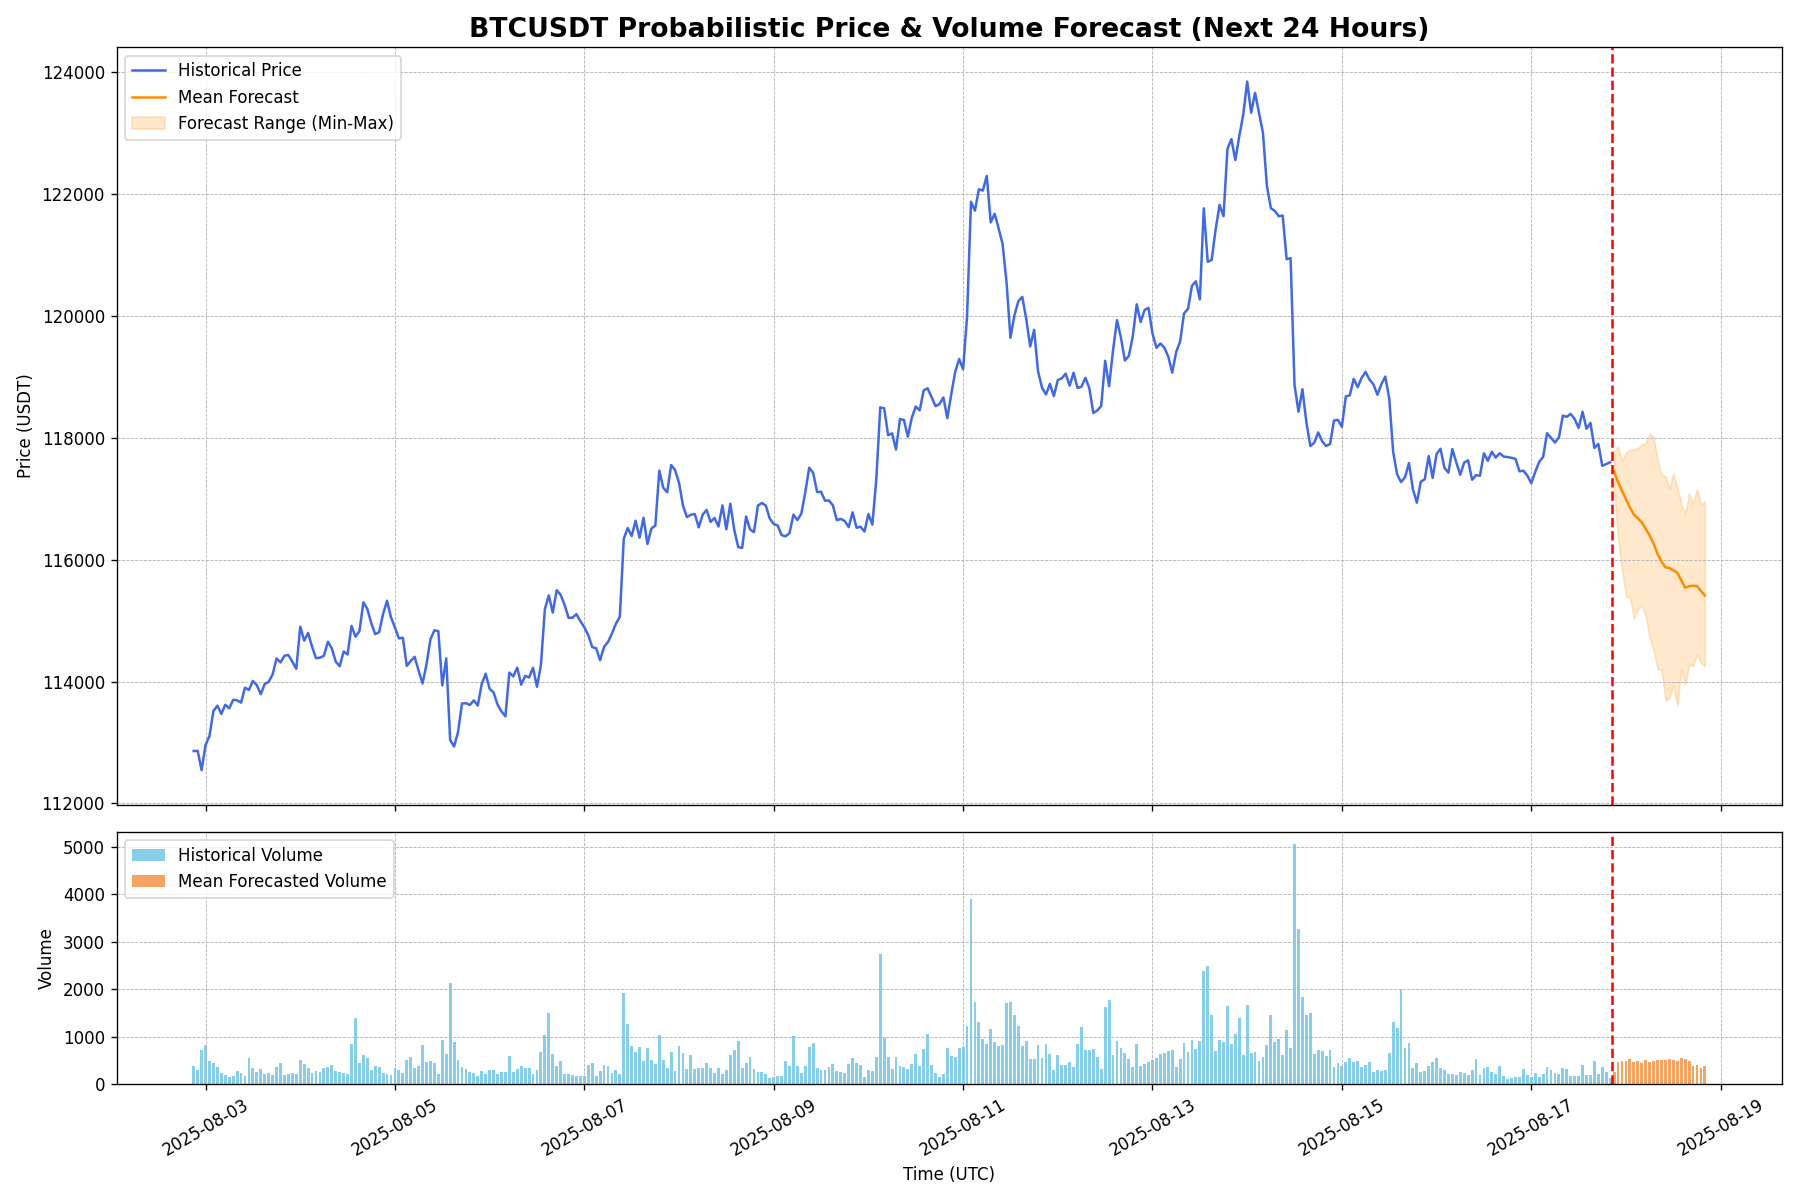 BTCUSDT Probabilistic Price & Volume Forecast (Next 24 Hours)
Historical Price
Mean Forecast
Forecast Range (Min-Max)
124000
122000
120000
118000
116000
114000
112000
Price (USDT)
Historical Volume
Mean Forecasted Volume
5000
4000
3000
2000
1000
0
Volume
2025-08-03
2025-08-05
2025-08-07
2025-08-09
2025-08-11
2025-08-13
2025-08-15
2025-08-17
2025-08-19
Time (UTC)